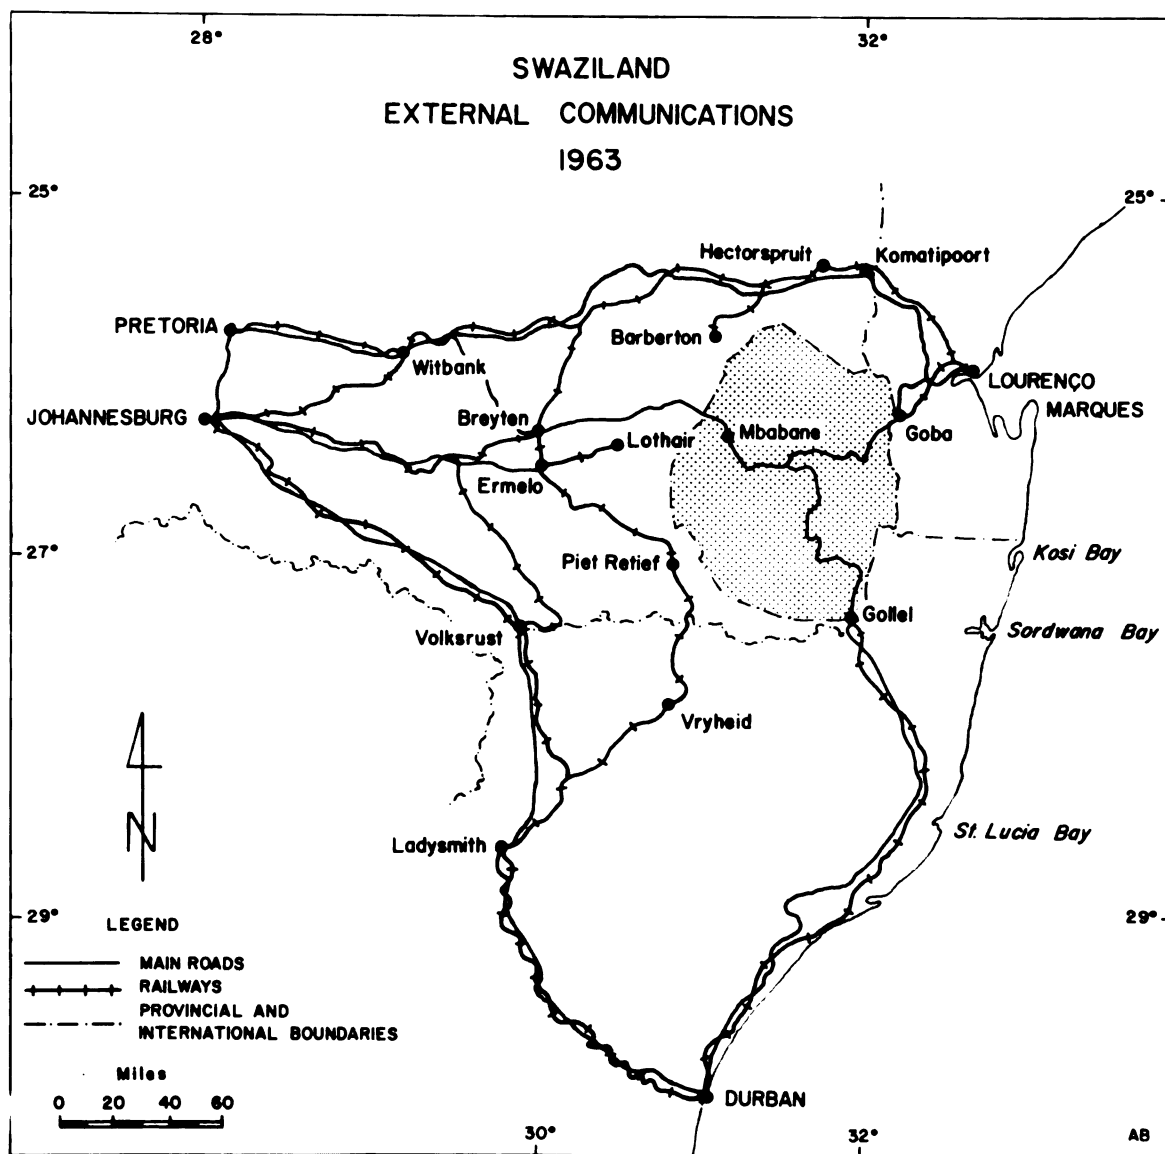 28°
32°
SWAZILAND
EXTERNAL COMMUNICATIONS
1963
25°
25°
Hectorspruit
Komatipoort
PRETORIA
Barberton
Witbank
LOURENÇO
MARQUES
JOHANNESBURG
Breyten
Lothair
Mbabane
Goba
Ermelo
27°
Piet Retief
Kosi Bay
Gollel
Volksrust
Sordwana Bay
Vryheid
N
St. Lucia Bay
Ladysmith
29°
29°
LEGEND
MAIN ROADS
RAILWAYS
PROVINCIAL AND
INTERNATIONAL BOUNDARIES
Miles
0 20 40 60
DURBAN
30°
32°
AB